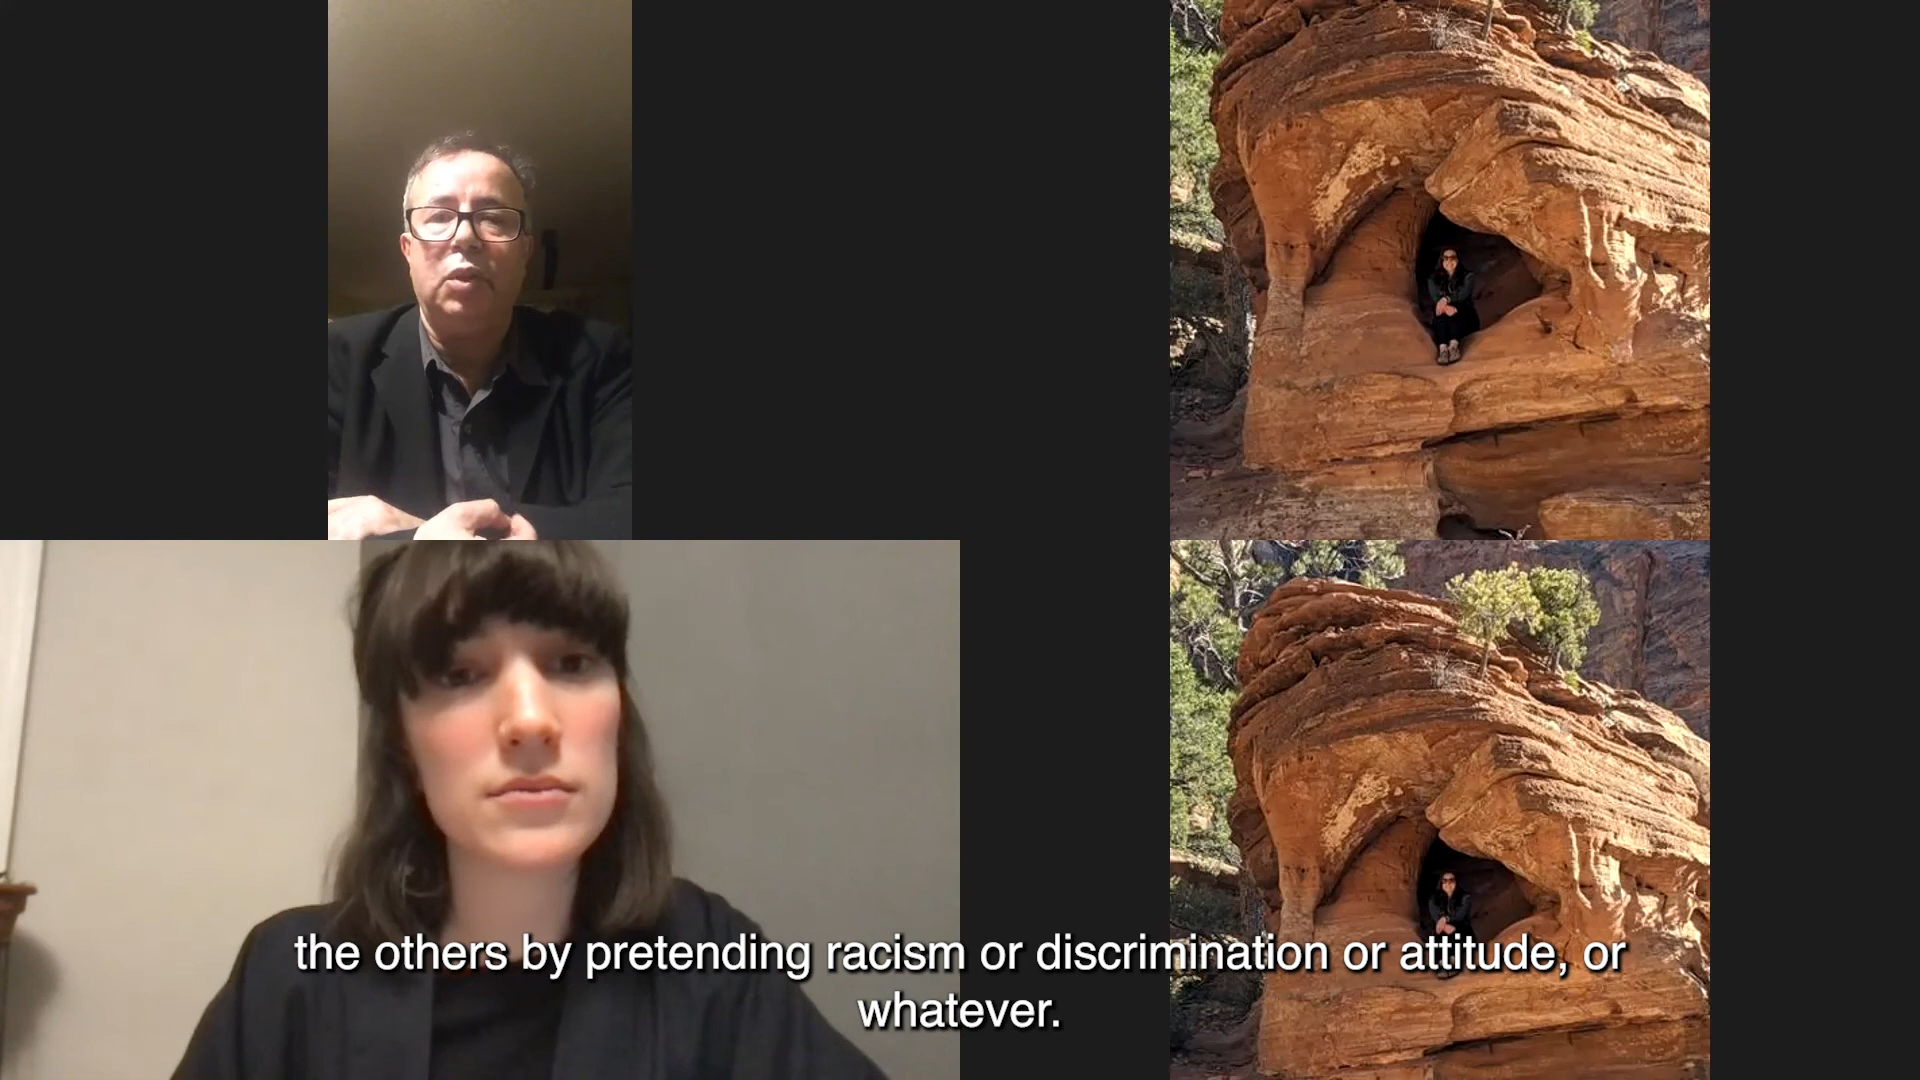 the others by pretending racism or discrimination or attitude, or
whatever.